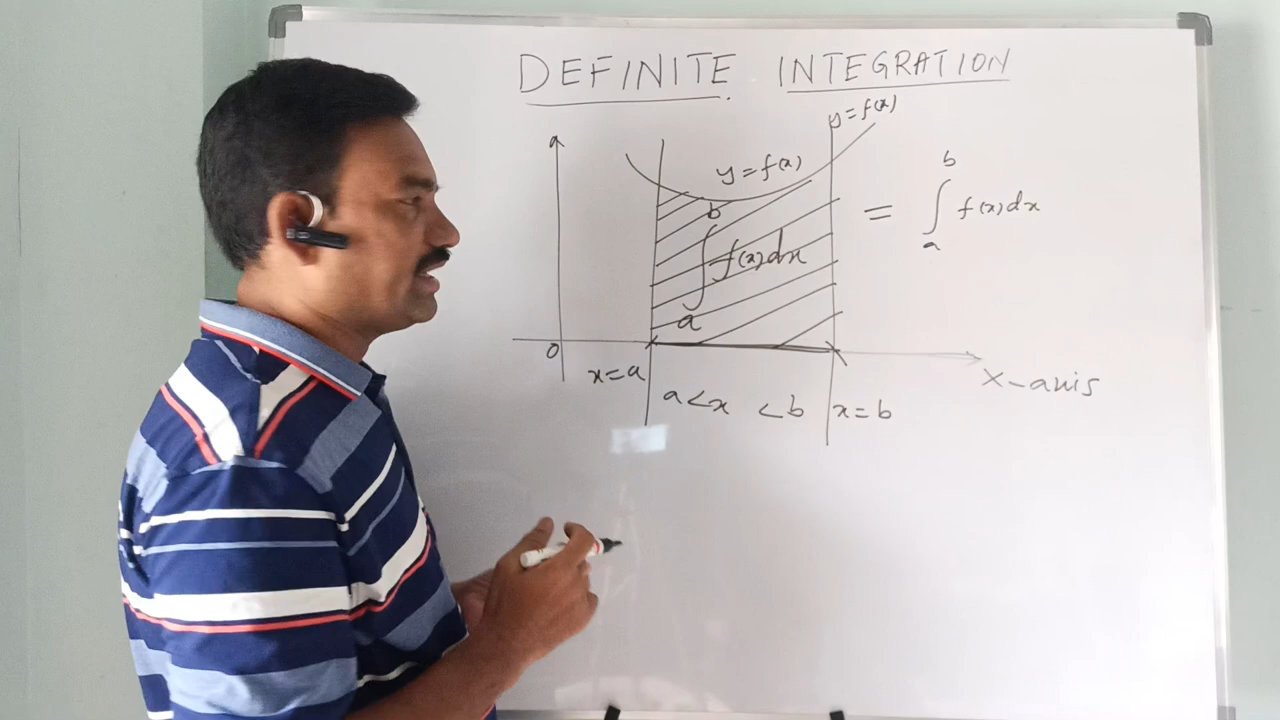 DEFINITE INTEGRATION
y=f(x)
y=f(x)
b
∫ f(x)dx
a
= ∫ f(x)dx
b
a
0
x=a
a<x <b
x=b
X-axis